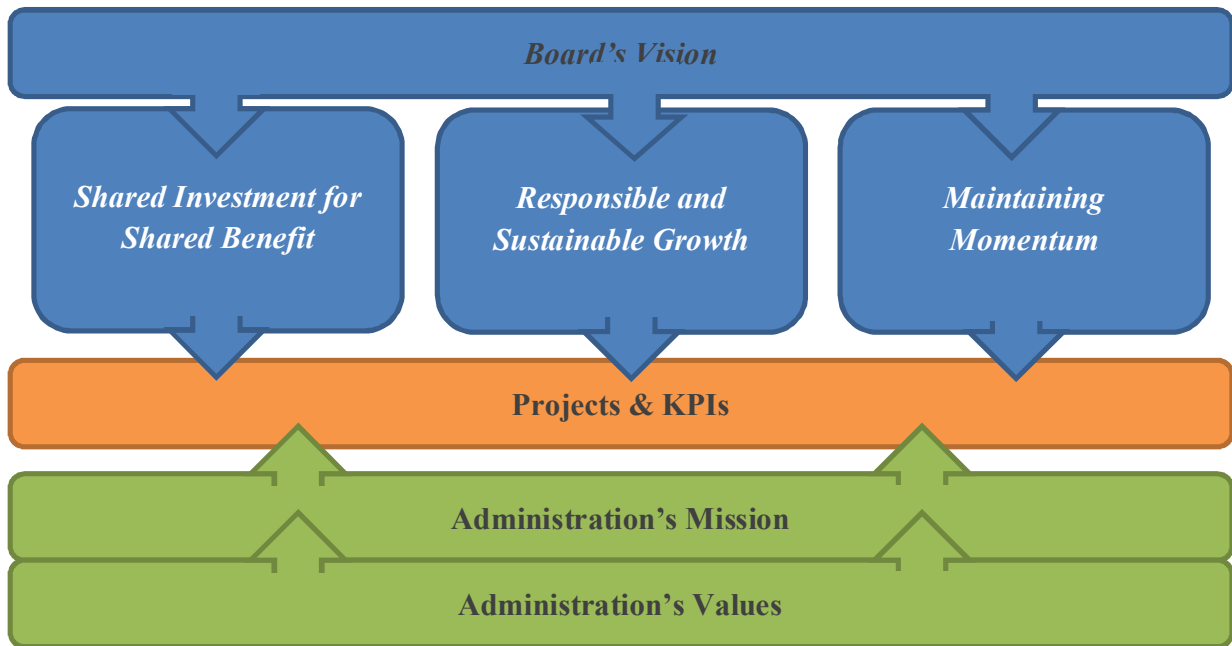 Board’s Vision
Shared Investment for
Shared Benefit
Responsible and
Sustainable Growth
Maintaining
Momentum
Projects & KPIs
Administration’s Mission
Administration’s Values